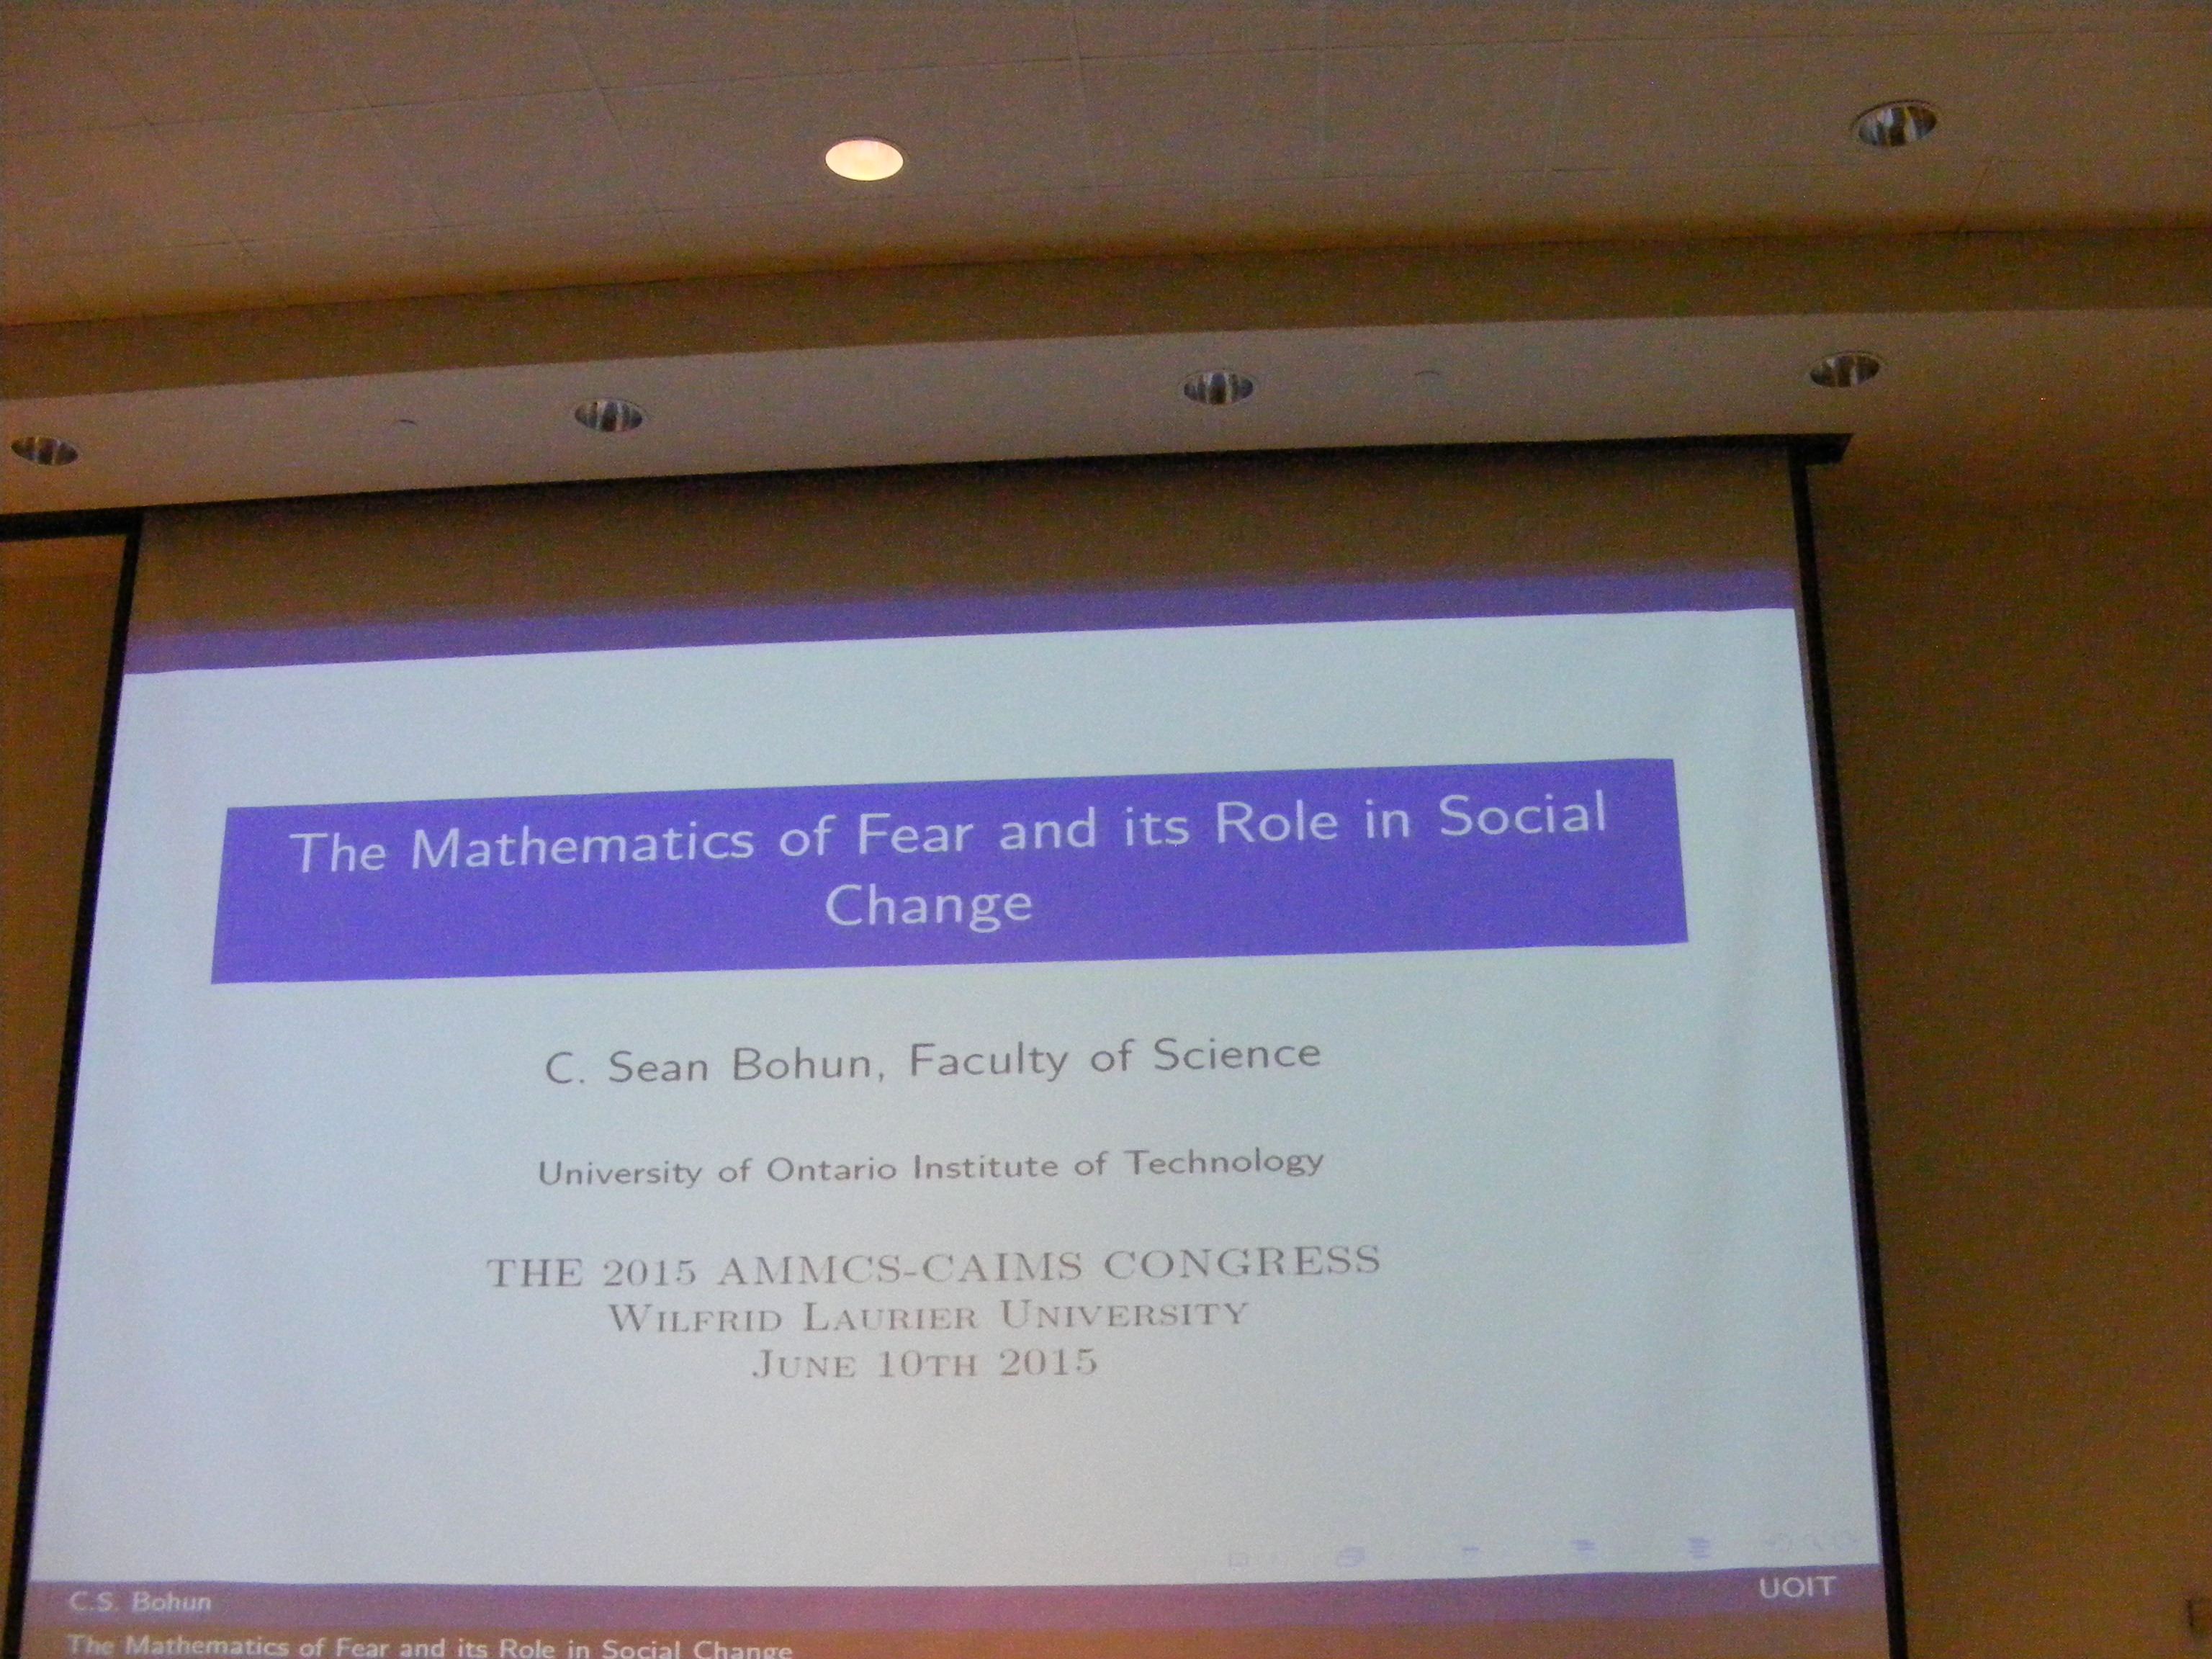 The Mathematics of Fear and its Role in Social
Change
C. Sean Bohun, Faculty of Science
University of Ontario Institute of Technology
THE 2015 AMMCS-CAIMS CONGRESS
WILFRID LAURIER UNIVERSITY
JUNE 10TH 2015
C.S. Bohun
UOIT
The Mathematics of Fear and its Role in Social Change